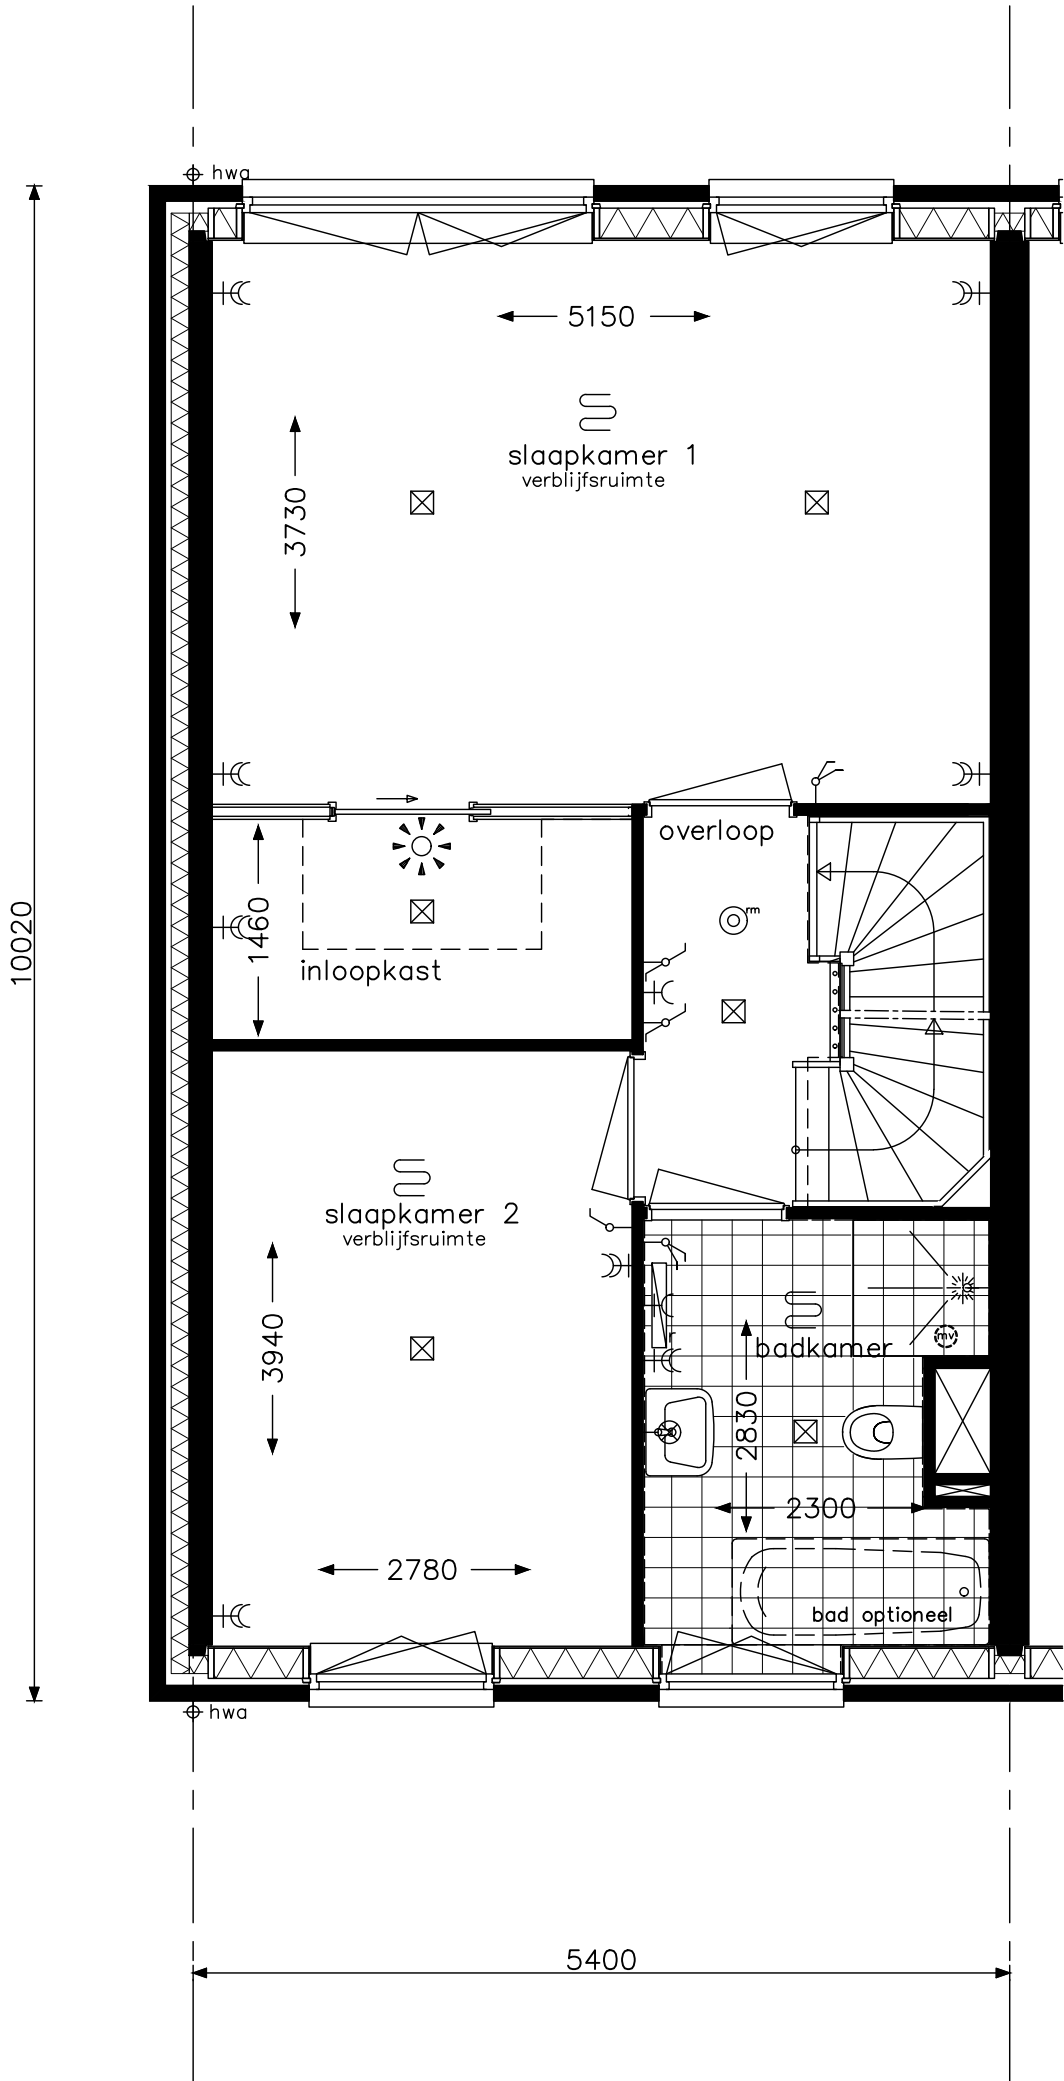 hwa
5150
slaapkamer 1
verblijfsruimte
3730
overloop
rm
1460
inloopkast
10020
slaapkamer 2
verblijfsruimte
3940
mv
r
badkamer
2830
2300
2780
bad optioneel
hwa
5400